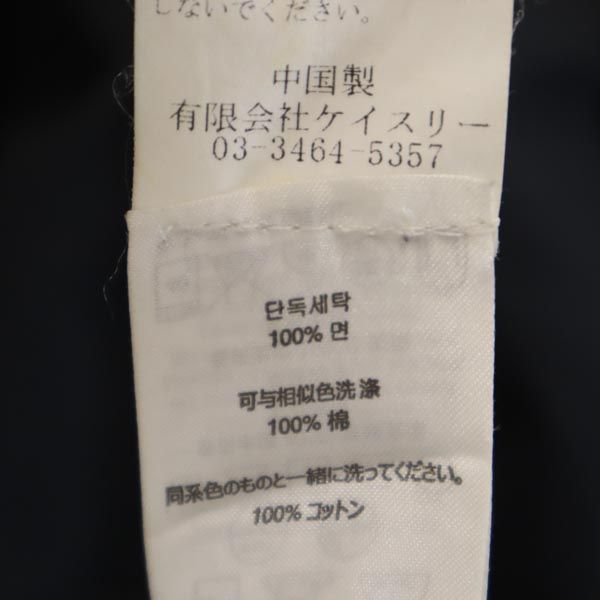 しないでください。
中国製
有限会社ケイスリー
03-3464-5357
단독세탁
100% 면
可与相似色洗涤
100% 棉
同系色のものと一緒に洗ってください。
100% コットン